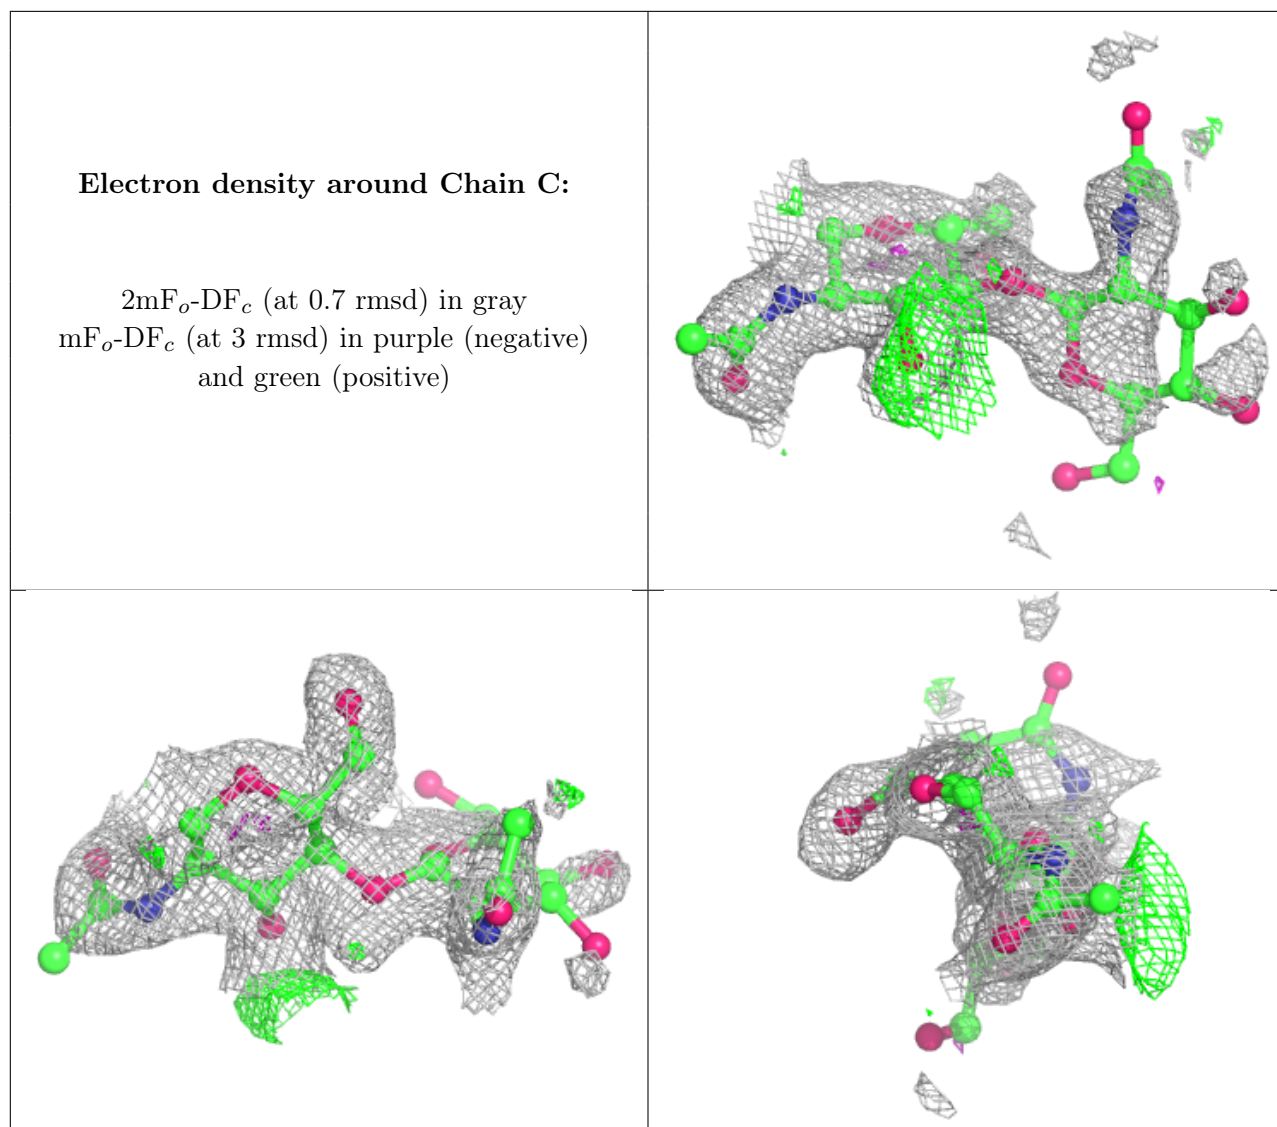 Electron density around Chain C:
2mFo-DFc (at 0.7 rmsd) in gray
mFo-DFc (at 3 rmsd) in purple (negative)
and green (positive)